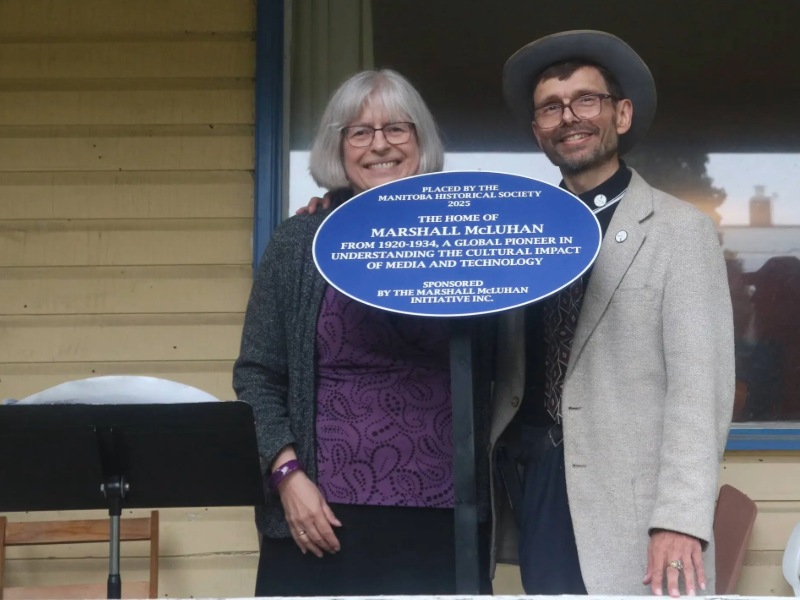 PLACED BY THE
MANITOBA HISTORICAL SOCIETY
2025
THE HOME OF
MARSHALL McLUHAN
FROM 1920-1934, A GLOBAL PIONEER IN
UNDERSTANDING THE CULTURAL IMPACT
OF MEDIA AND TECHNOLOGY
SPONSORED
BY THE MARSHALL McLUHAN
INITIATIVE INC.